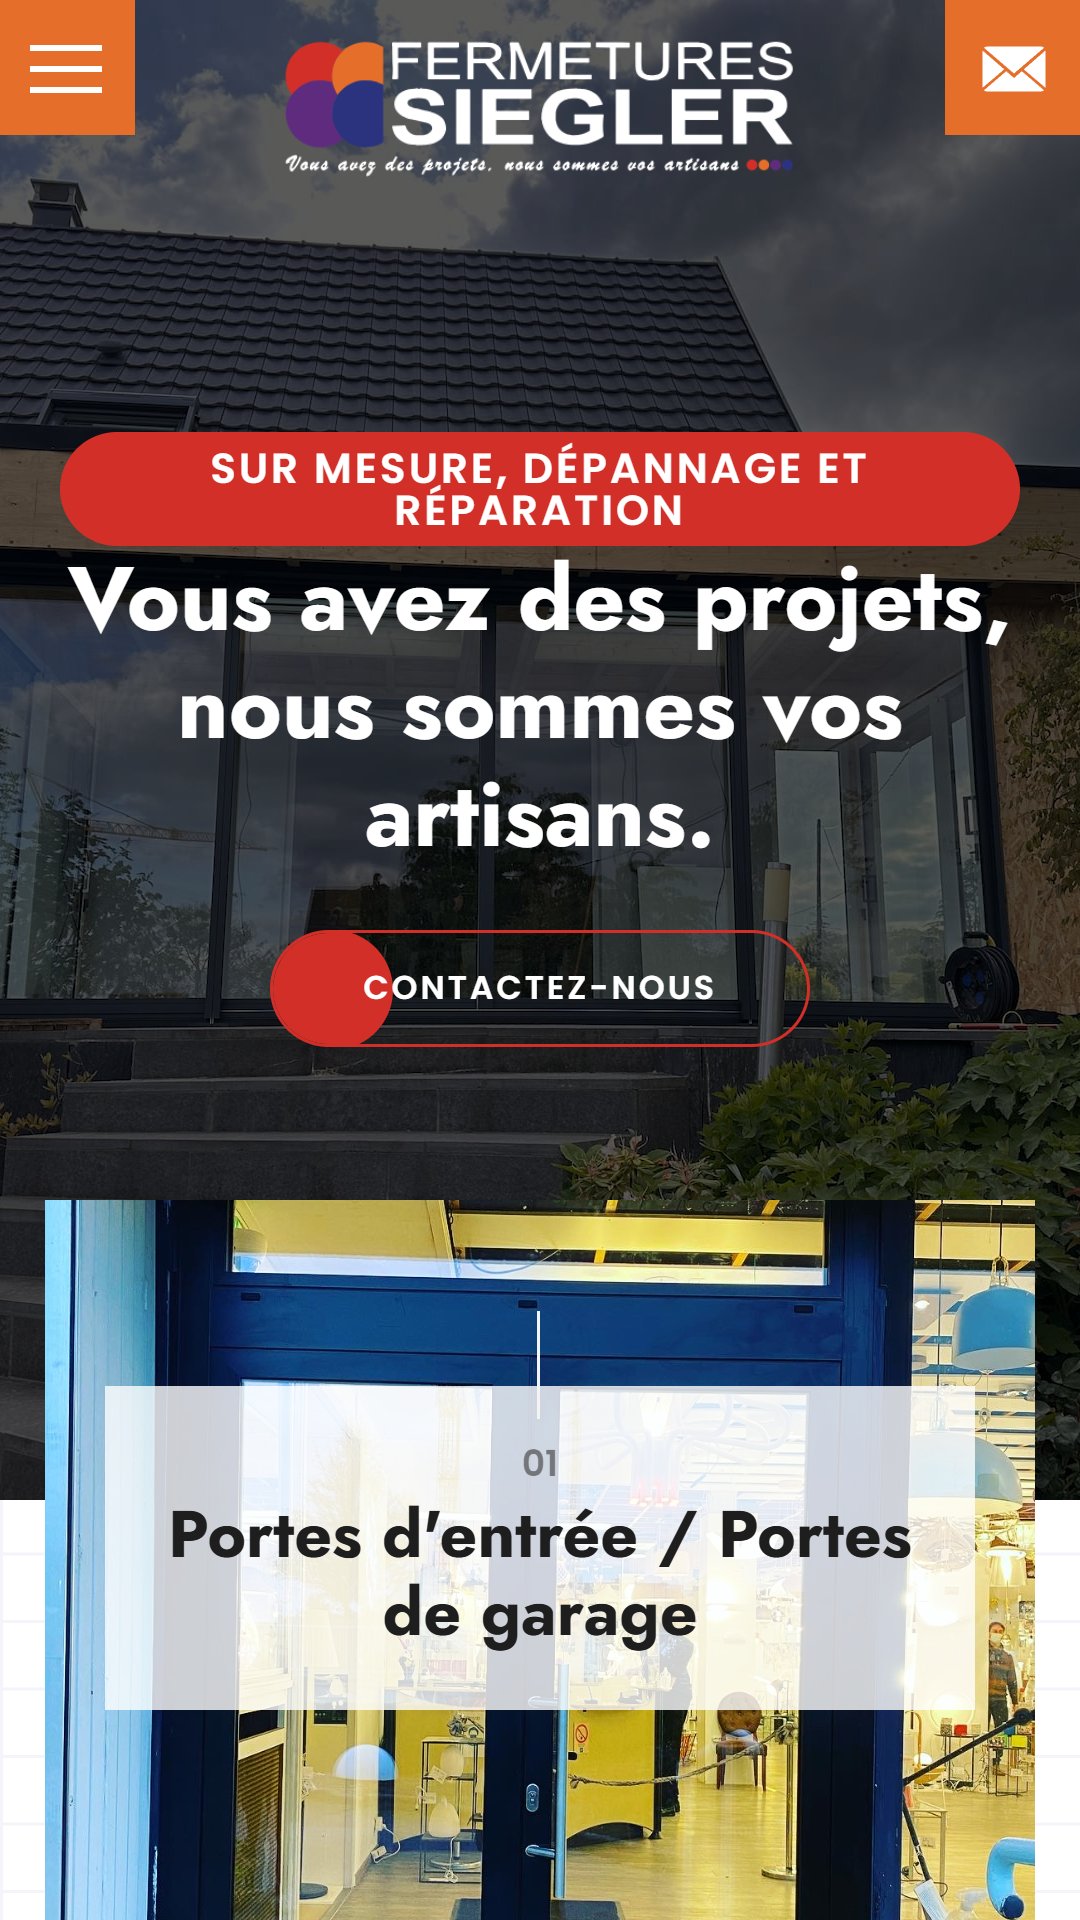 FERMETURES
SIEGLER
Vous avez des projets, nous sommes vos artisans
SUR MESURE, DÉPANNAGE ET
RÉPARATION
Vous avez des projets,
nous sommes vos
artisans.
CONTACTEZ-NOUS
01
Portes d'entrée / Portes
de garage